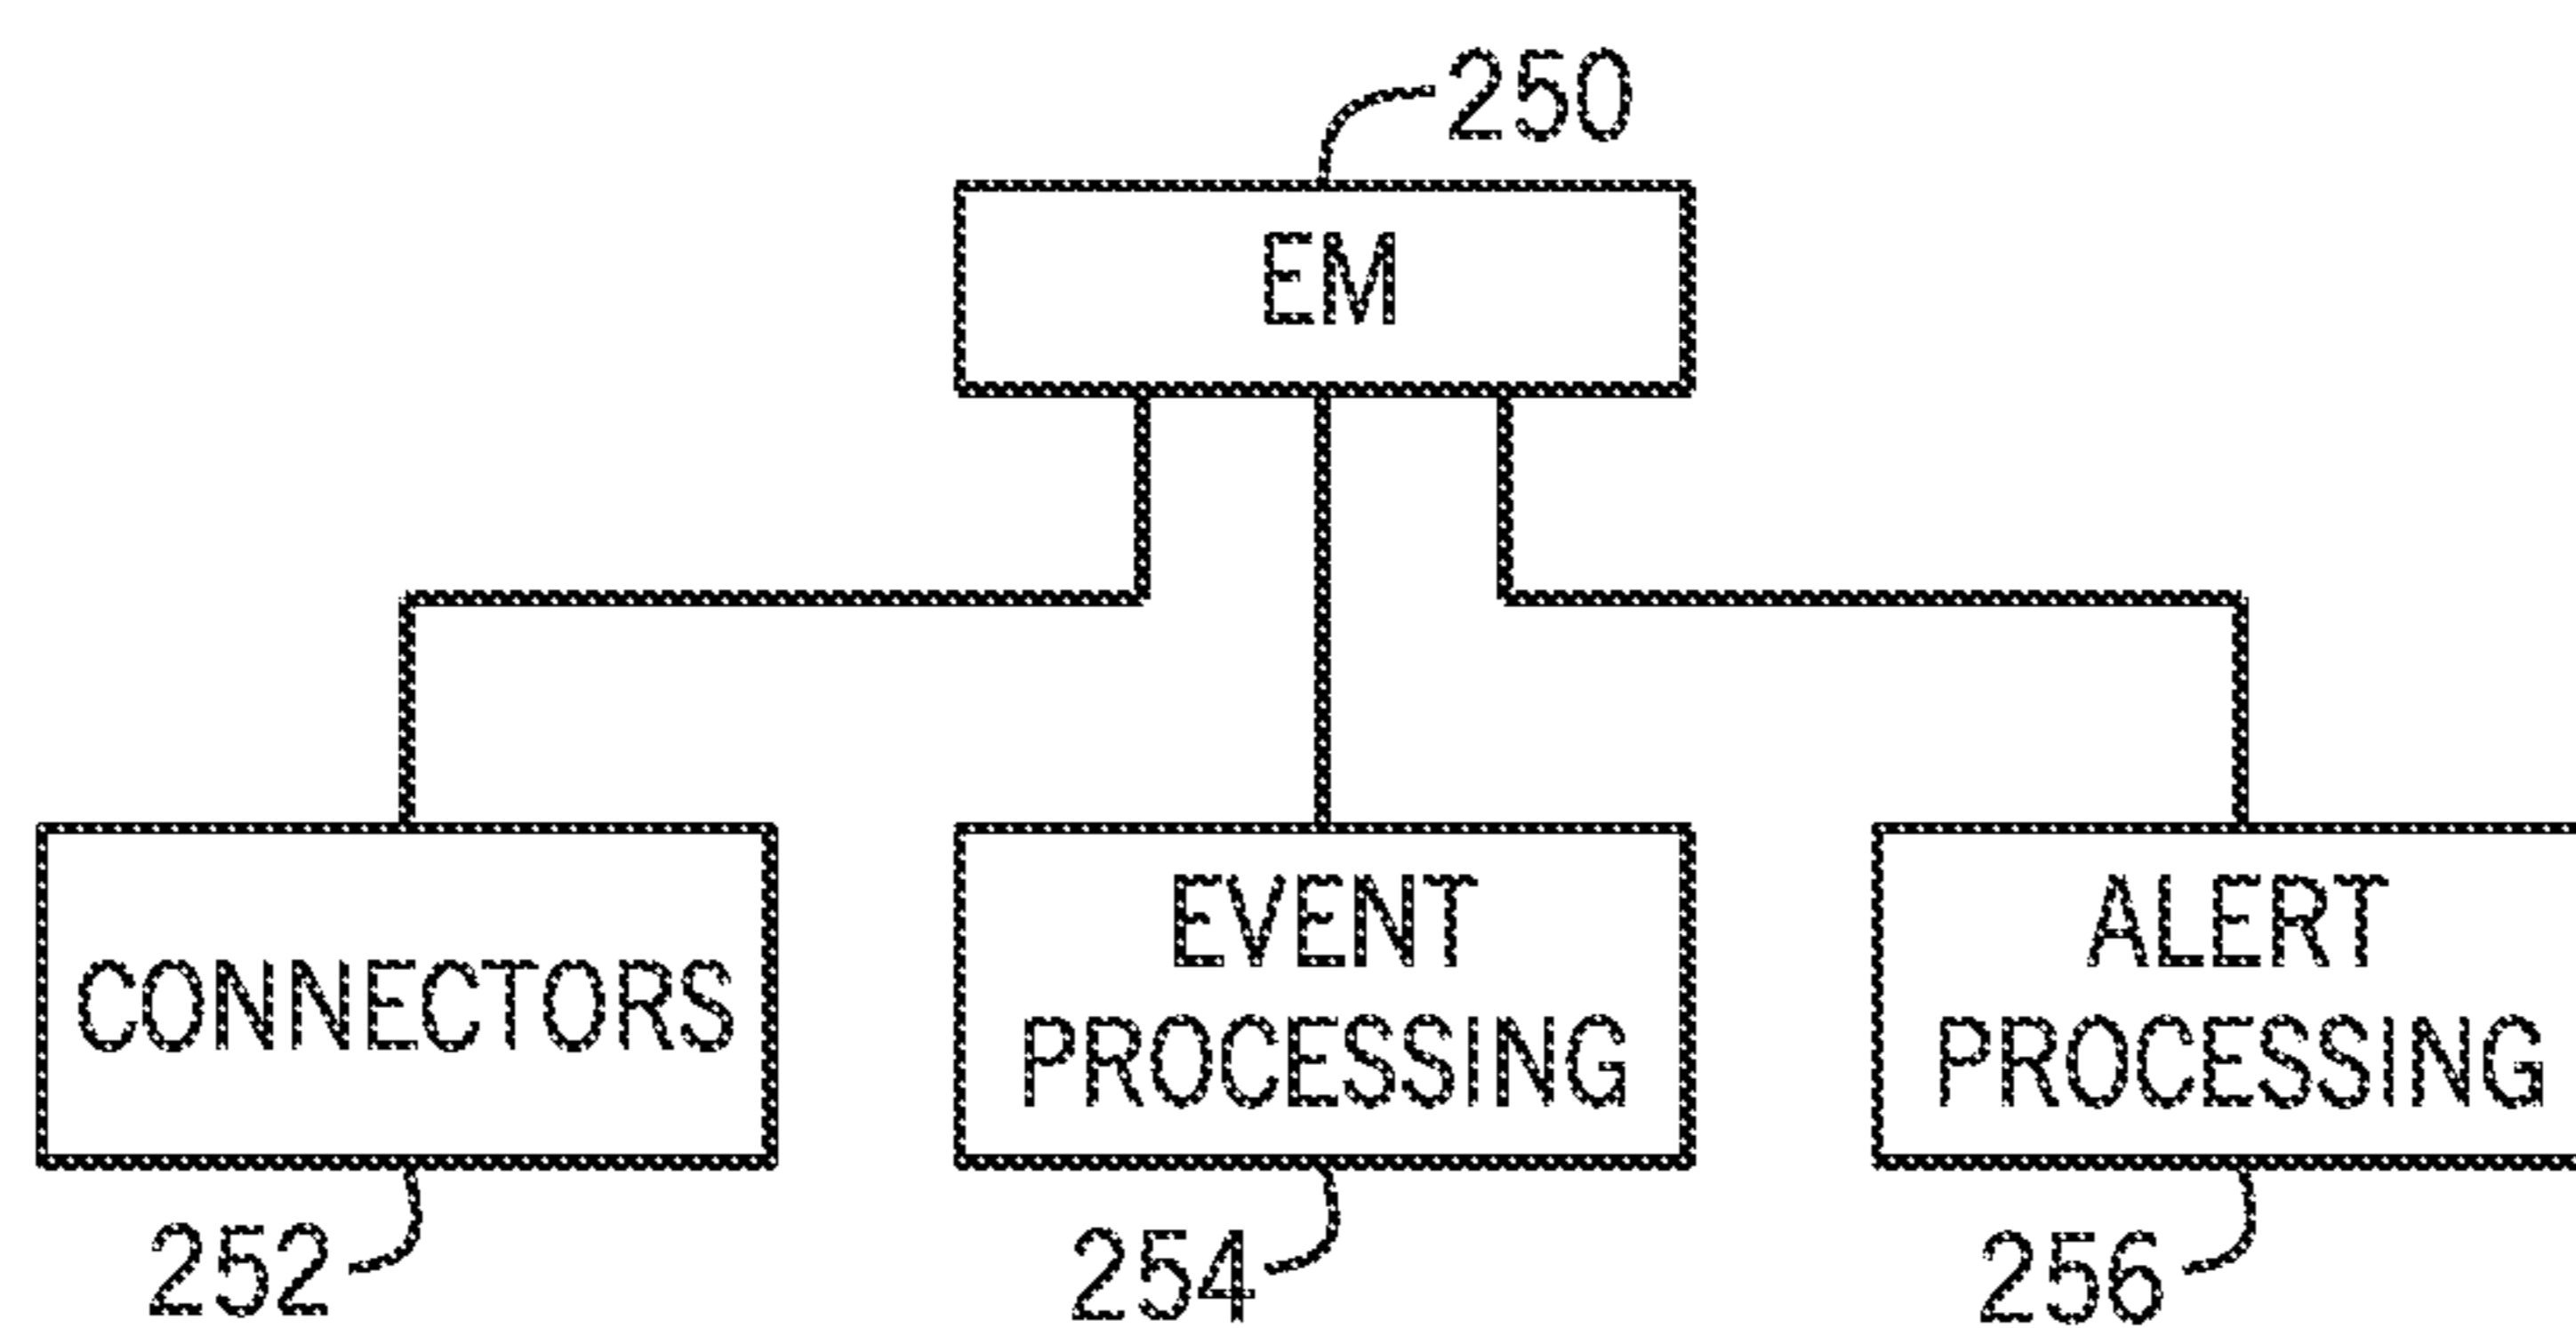 250
EM
CONNECTORS
EVENT
PROCESSING
ALERT
PROCESSING
252
254
256